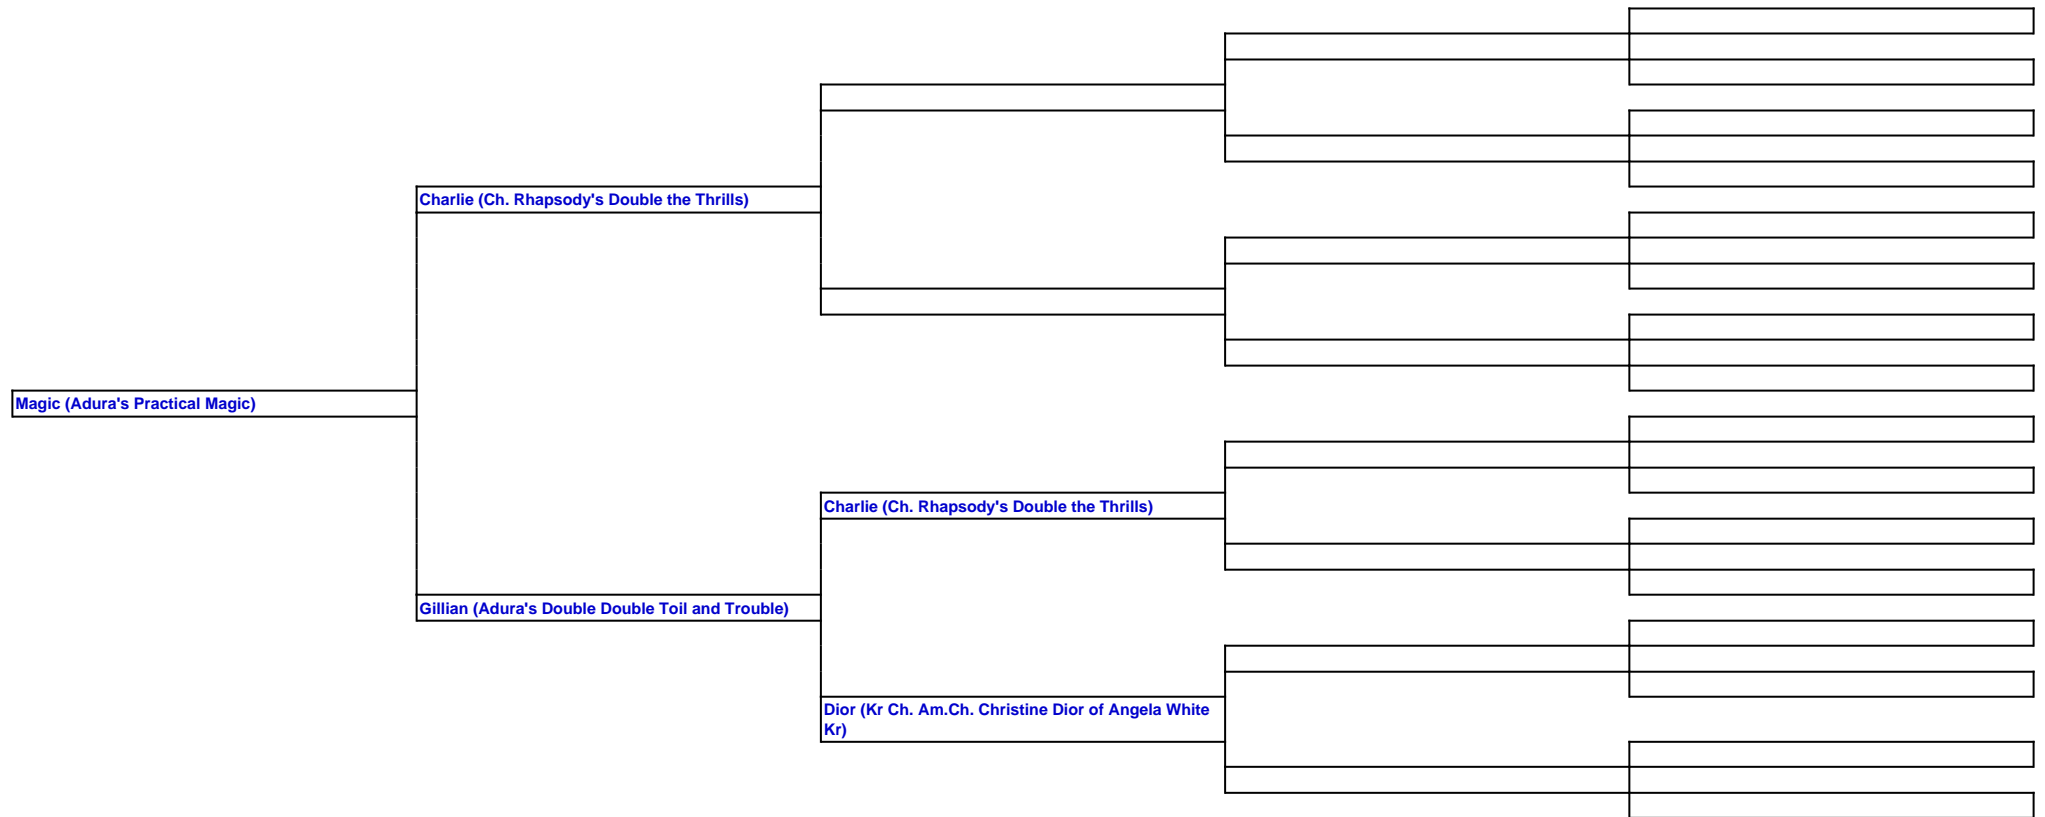 Charlie (Ch. Rhapsody's Double the Thrills)
Magic (Adura's Practical Magic)
Charlie (Ch. Rhapsody's Double the Thrills)
Gillian (Adura's Double Double Toil and Trouble)
Dior (Kr Ch. Am.Ch. Christine Dior of Angela White
Kr)